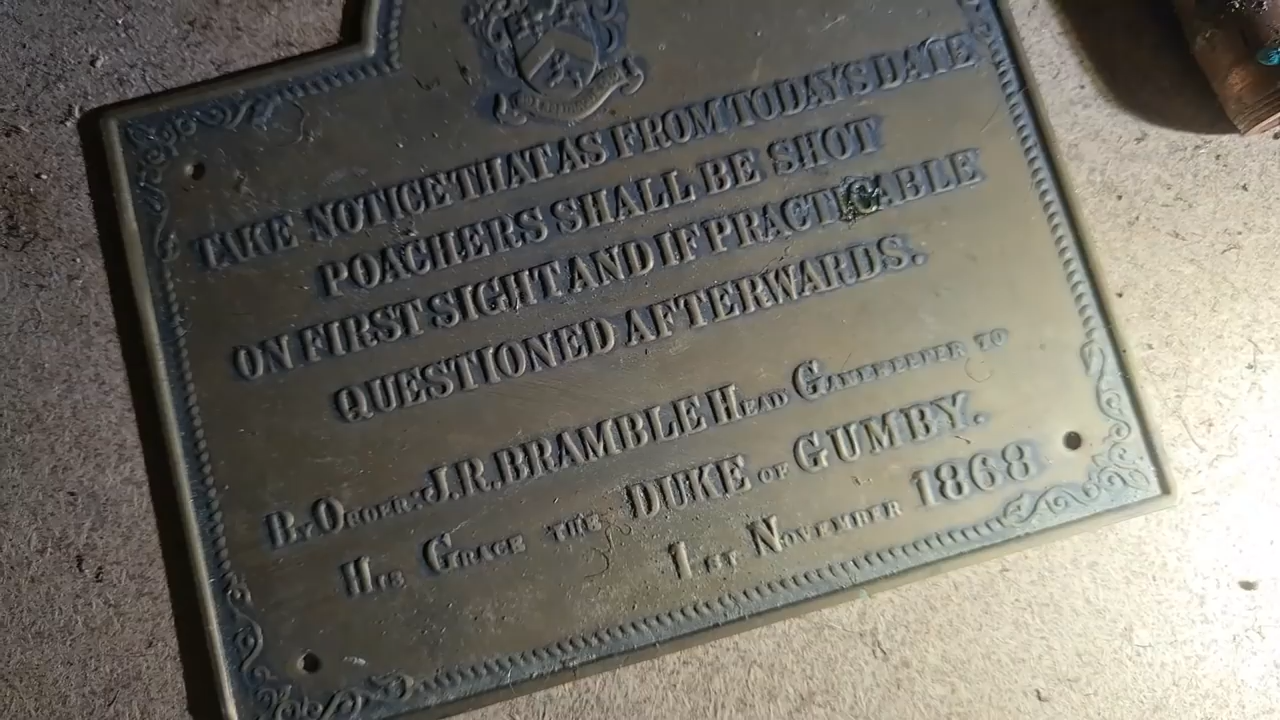 TAKE NOTICE THAT AS FROM TODAY'S DATE
POACHERS SHALL BE SHOT
ON FIRST SIGHT AND IF PRACTICABLE
QUESTIONED AFTERWARDS.
BY ORDER: J.R. BRAMBLE HEAD GAMEKEEPER TO
HIS GRACE THE DUKE OF GUMBY.
1ST NOVEMBER 1868